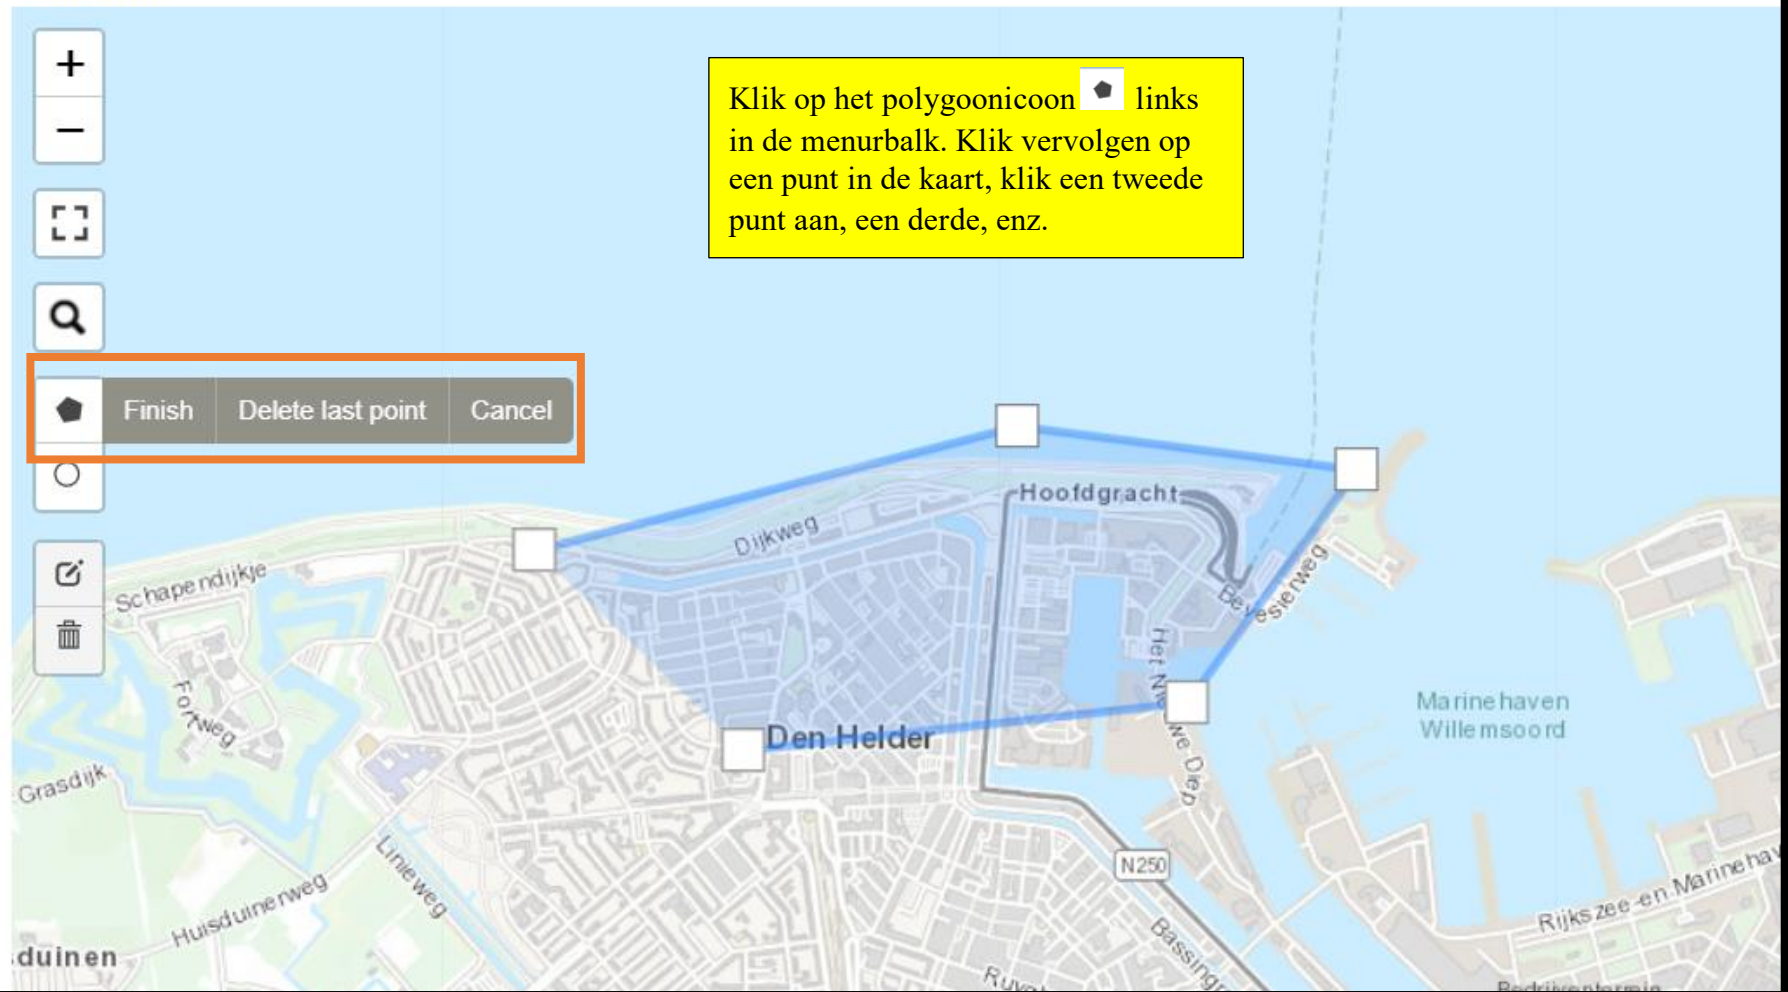 +
Klik op het polygoonicoon links
in de menurbalk. Klik vervolgen op
een punt in de kaart, klik een tweede
punt aan, een derde, enz.
−
Finish Delete last point Cancel
Hoofdgracht
Dijkweg
Schapendijkje
Bevesierweg
Fortweg
Marinehaven
Willemsoord
Den Helder
Grasdijk
Linieweg
N250
Huisduinerweg
duinen